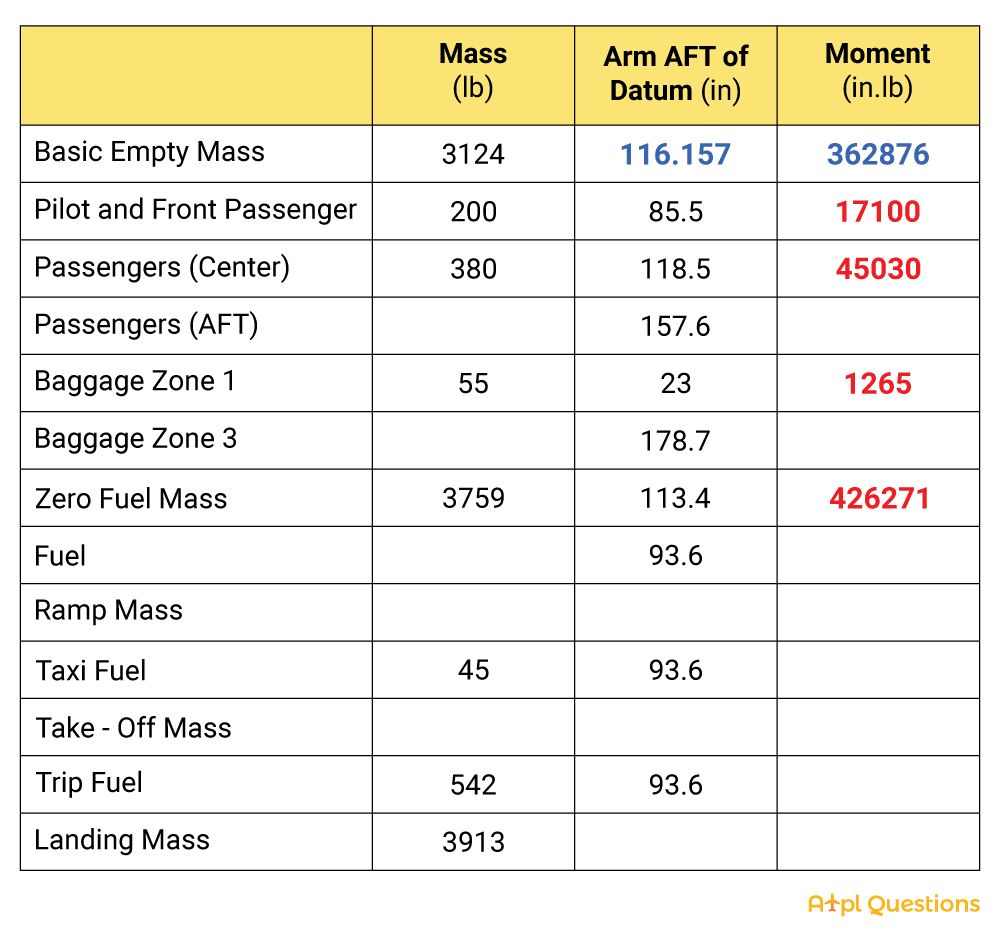 Mass (lb) Arm AFT of Datum (in) Moment (in.lb)
Basic Empty Mass 3124 116.157 362876
Pilot and Front Passenger 200 85.5 17100
Passengers (Center) 380 118.5 45030
Passengers (AFT) 157.6
Baggage Zone 1 55 23 1265
Baggage Zone 3 178.7
Zero Fuel Mass 3759 113.4 426271
Fuel 93.6
Ramp Mass
Taxi Fuel 45 93.6
Take - Off Mass
Trip Fuel 542 93.6
Landing Mass 3913
Atpl Questions